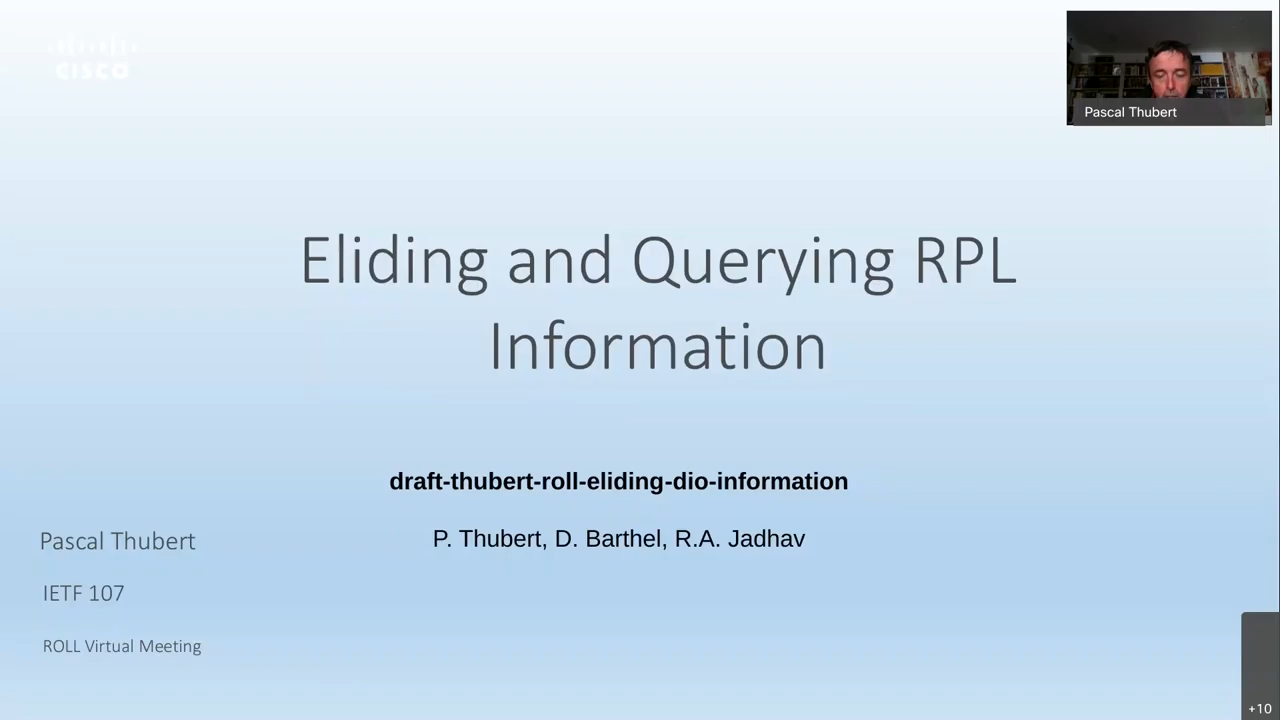 CISCO
Pascal Thubert
Eliding and Querying RPL
Information
draft-thubert-roll-eliding-dio-information
P. Thubert, D. Barthel, R.A. Jadhav
Pascal Thubert
IETF 107
ROLL Virtual Meeting
+10